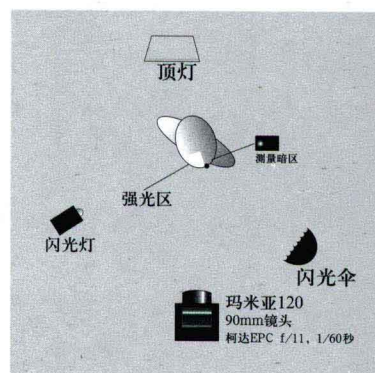 顶灯
测量暗区
强光区
闪光灯
闪光伞
玛米亚120
90mm镜头
柯达EPC f/11, 1/60秒